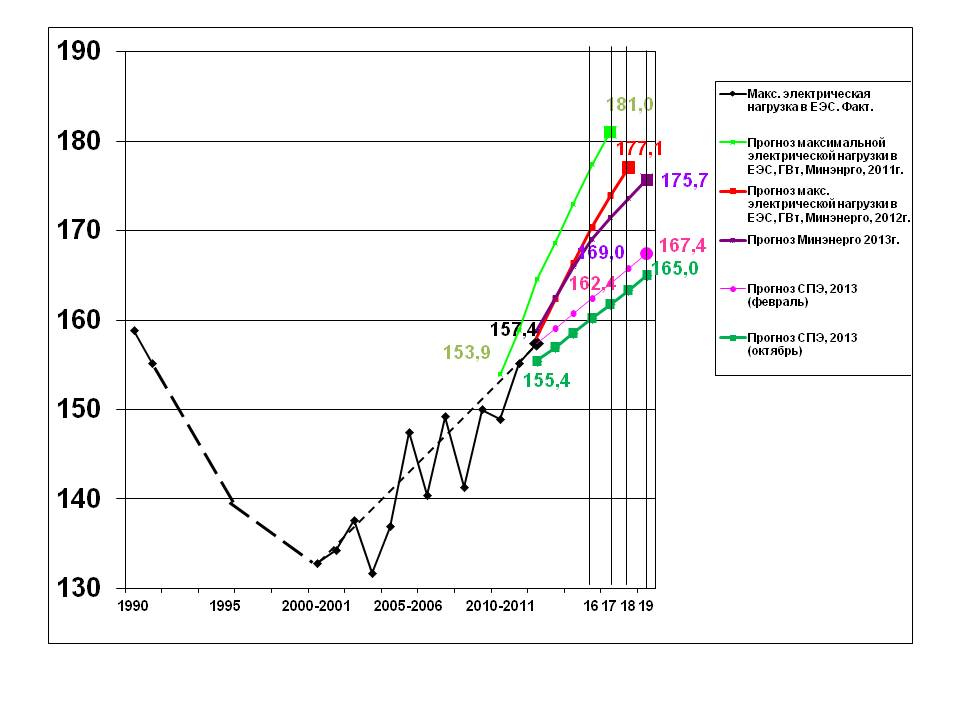 190
180
170
160
150
140
130
1990
1995
2000-2001
2005-2006
2010-2011
16 17 18 19
181,0
177,1
175,7
169,0
167,4
162,4
165,0
157,4
153,9
155,4
Макс. электрическая
нагрузка в ЕЭС. Факт.
Прогноз максимальной
электрической нагрузки в
ЕЭС, ГВт, Минэнрго, 2011г.
Прогноз макс.
электрической нагрузки в
ЕЭС, ГВт, Минэнерго, 2012г.
Прогноз Минэнерго 2013г.
Прогноз СПЭ, 2013
(февраль)
Прогноз СПЭ, 2013
(октябрь)